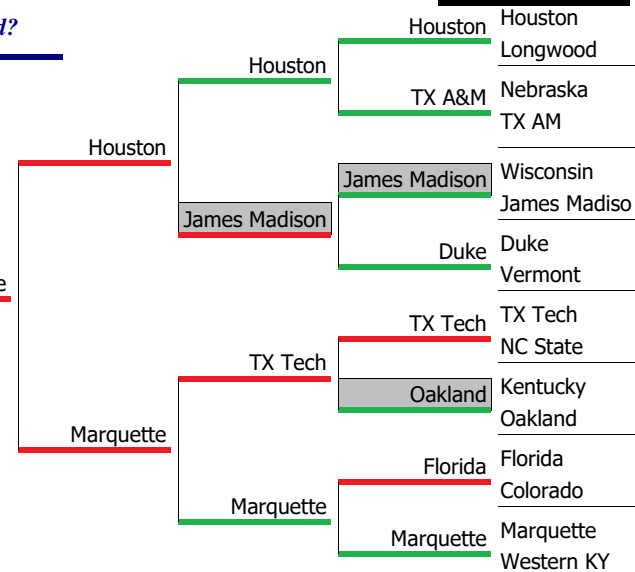 d?
Houston
Longwood
Nebraska
TX AM
Wisconsin
James Madiso
Duke
Vermont
TX Tech
NC State
Kentucky
Oakland
Florida
Colorado
Marquette
Western KY
Houston
TX A&M
James Madison
Duke
TX Tech
Oakland
Florida
Marquette
Houston
James Madison
TX Tech
Marquette
Houston
Marquette
e